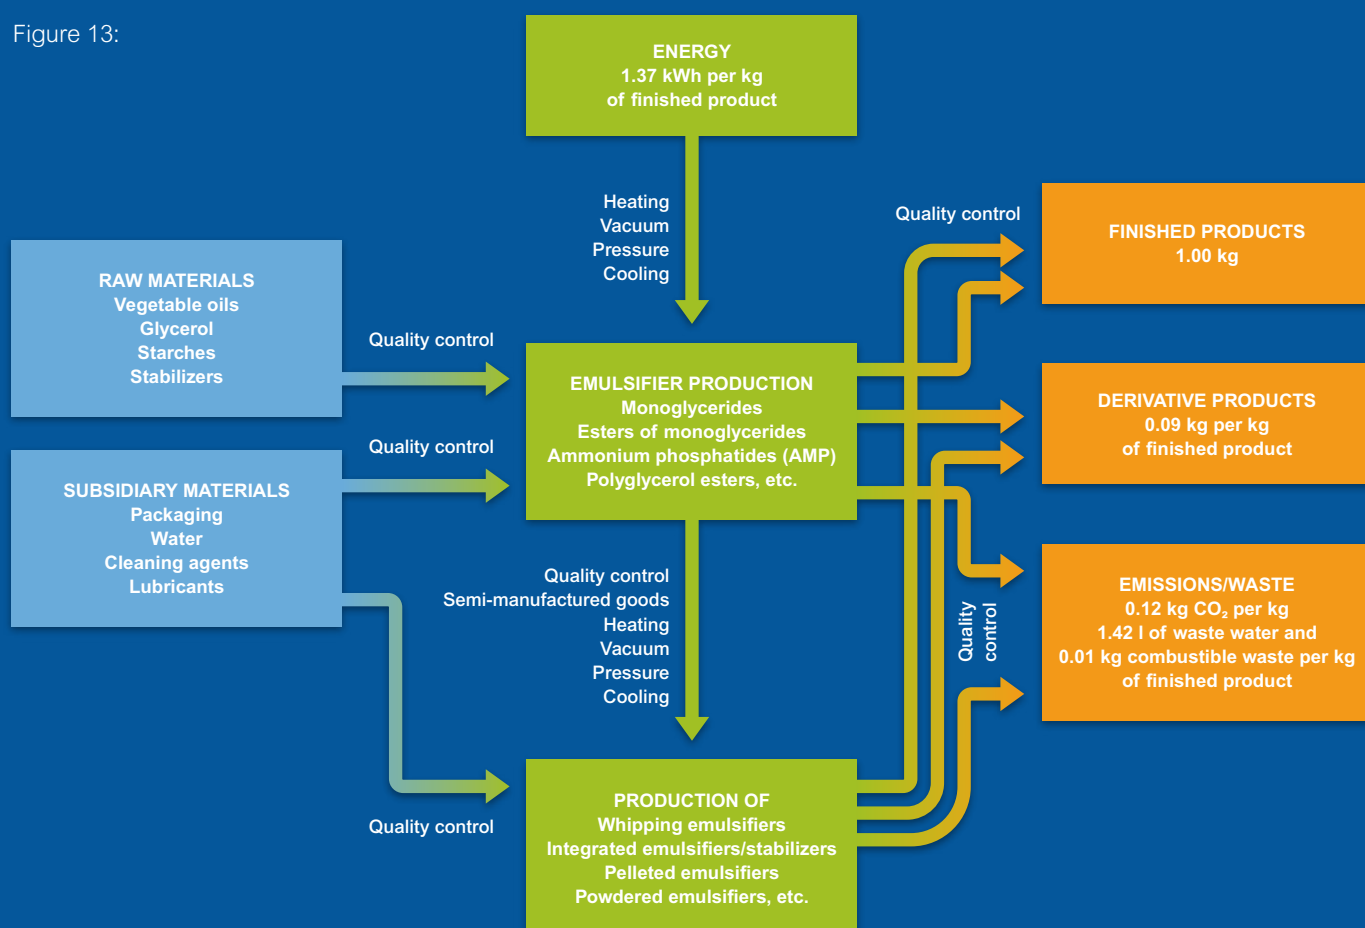 Figure 13:
ENERGY
1.37 kWh per kg
of finished product
Heating
Vacuum
Pressure
Cooling
Quality control
FINISHED PRODUCTS
1.00 kg
RAW MATERIALS
Vegetable oils
Glycerol
Starches
Stabilizers
Quality control
EMULSIFIER PRODUCTION
Monoglycerides
Esters of monoglycerides
Ammonium phosphatides (AMP)
Polyglycerol esters, etc.
DERIVATIVE PRODUCTS
0.09 kg per kg
of finished product
Quality control
SUBSIDIARY MATERIALS
Packaging
Water
Cleaning agents
Lubricants
Quality control
Semi-manufactured goods
Heating
Vacuum
Pressure
Cooling
Quality
control
EMISSIONS/WASTE
0.12 kg CO₂ per kg
1.42 l of waste water and
0.01 kg combustible waste per kg
of finished product
Quality control
PRODUCTION OF
Whipping emulsifiers
Integrated emulsifiers/stabilizers
Pelleted emulsifiers
Powdered emulsifiers, etc.